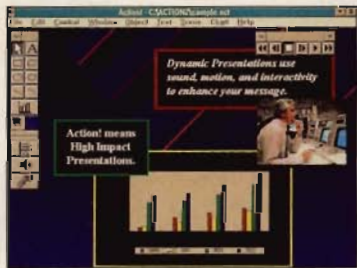 Action! - C:\ACTION2\sample.act
File Edit Control Window Object Text Scene Chart Help
A
Dynamic Presentations use
sound, motion, and interactivity
to enhance your message.
Action! means
High Impact
Presentations.